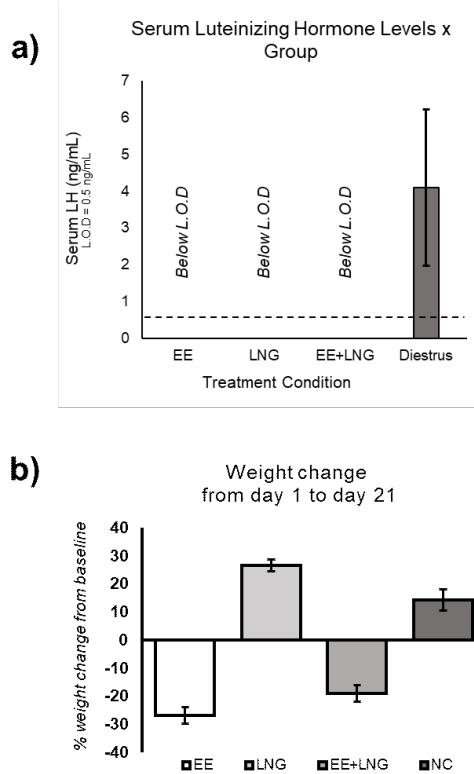 a)
Serum Luteinizing Hormone Levels x
Group
Serum LH (ng/mL)
L.O.D = 0.5 ng/mL
7
6
5
4
3
2
1
0
Below L.O.D
Below L.O.D
Below L.O.D
EE LNG EE+LNG Diestrus
Treatment Condition
b)
Weight change
from day 1 to day 21
% weight change from baseline
40
30
20
10
0
-10
-20
-30
-40
EE LNG EE+LNG NC